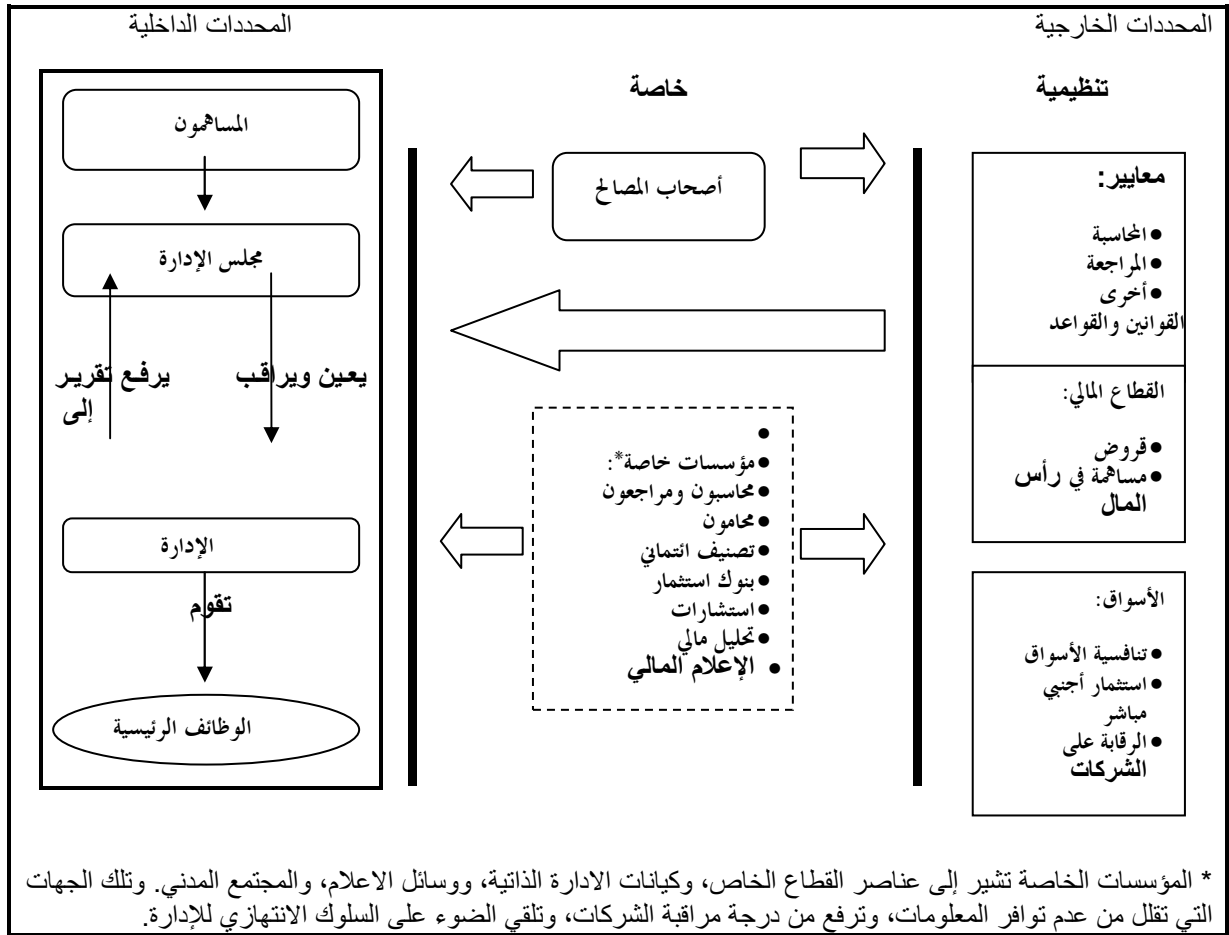 المحددات الخارجية
المحددات الداخلية
تنظيمية
خاصة
معايير:
●المحاسبة
●المراجعة
●أخرى
القوانين والقواعد
القطاع المالي:
●قروض
●مساهمة في رأس
المال
الأسواق:
●تنافسية الأسواق
●استثمار أجنبي
مباشر
●الرقابة على
الشركات
أصحاب المصالح
●
●مؤسسات خاصة*:
●محاسبون ومراجعون
●محامون
●تصنيف ائتماني
●بنوك استثمار
●استشارات
●تحليل مالي
● الإعلام المالي
المساهمون
مجلس الإدارة
يعين ويراقب
يرفع تقرير
إلى
الإدارة
تقوم
الوظائف الرئيسية
* المؤسسات الخاصة تشير إلى عناصر القطاع الخاص، وكيانات الادارة الذاتية، ووسائل الاعلام، والمجتمع المدني. وتلك الجهات
التي تقلل من عدم توافر المعلومات، وترفع من درجة مراقبة الشركات، وتلقي الضوء على السلوك الانتهازي للإدارة.